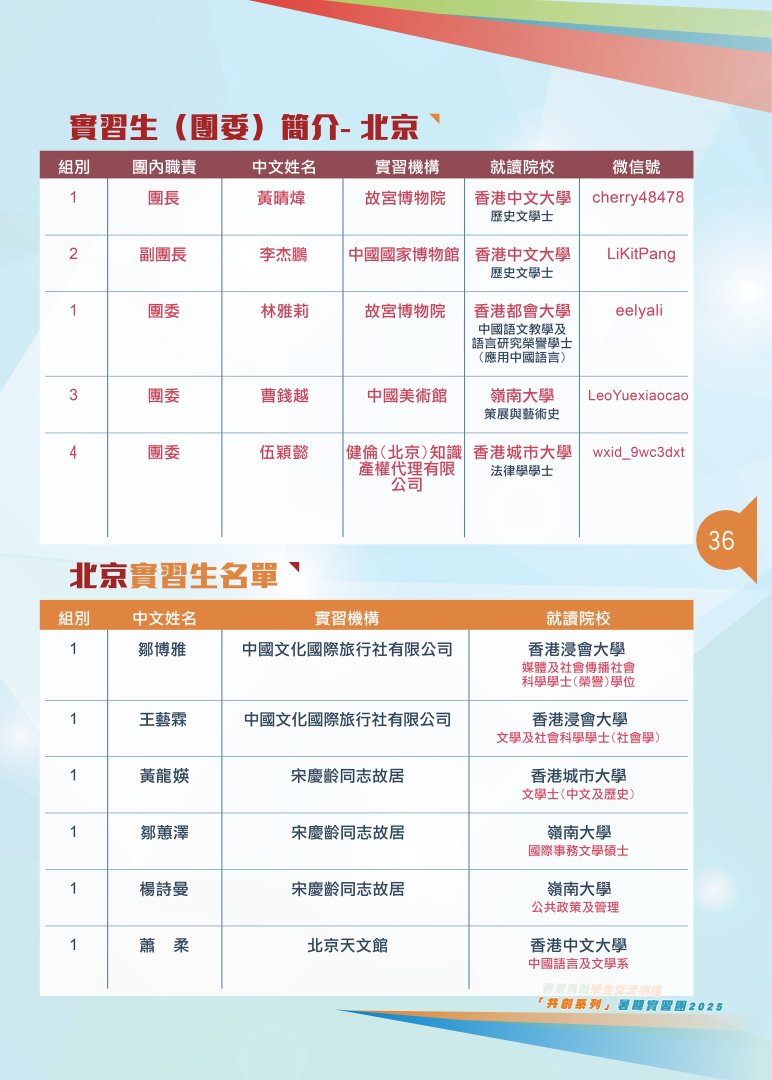 實習生（團委）簡介- 北京
組別 團內職責 中文姓名 實習機構 就讀院校 微信號
1 團長 黃晴煒 故宮博物院 香港中文大學 cherry48478
歷史文學士
2 副團長 李杰鵬 中國國家博物館 香港中文大學 LiKitPang
歷史文學士
1 團委 林雅莉 故宮博物院 香港都會大學 eelyali
中國語文教學及
語言研究榮譽學士
（應用中國語言）
3 團委 曹錢越 中國美術館 嶺南大學 LeoYuexiaocao
策展與藝術史
4 團委 伍穎懿 健倫（北京）知識 香港城市大學 wxid_9wc3dxt
產權代理有限 法律學學士
公司
36
北京實習生名單
組別 中文姓名 實習機構 就讀院校
1 鄒博雅 中國文化國際旅行社有限公司 香港浸會大學
媒體及社會傳播社會
科學學士（榮譽）學位
1 王藝霖 中國文化國際旅行社有限公司 香港浸會大學
文學及社會科學學士（社會學）
1 黃龍媖 宋慶齡同志故居 香港城市大學
文學士（中文及歷史）
1 鄒蕙澤 宋慶齡同志故居 嶺南大學
國際事務文學碩士
1 楊詩曼 宋慶齡同志故居 嶺南大學
公共政策及管理
1 蕭 柔 北京天文館 香港中文大學
中國語言及文學系
「共創系列」暑期實習團2025